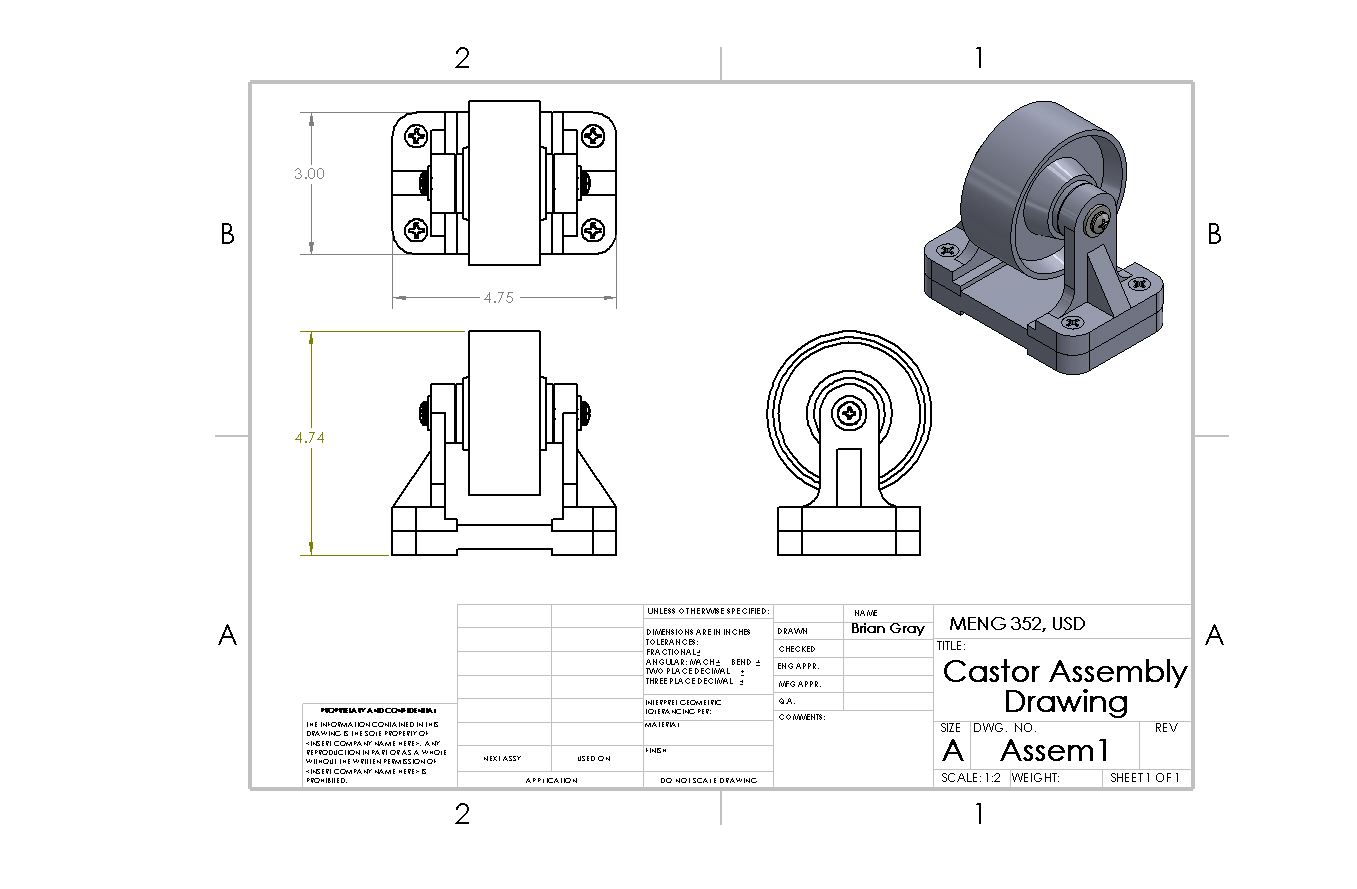 2
1
B
B
3.00
4.75
4.74
A
A
UNLESS OTHERWISE SPECIFIED:
DIMENSIONS ARE IN INCHES
TOLERANCES:
FRACTIONAL±
ANGULAR: MACH± BEND ±
TWO PLACE DECIMAL ±
THREE PLACE DECIMAL ±
INTERPRET GEOMETRIC
TOLERANCING PER:
MATERIAL
FINISH
DO NOT SCALE DRAWING
NAME
DRAWN Brian Gray
CHECKED
ENG APPR.
MFG APPR.
Q.A.
COMMENTS:
MENG 352, USD
TITLE:
Castor Assembly
Drawing
SIZE DWG. NO. REV
A Assem1
SCALE: 1:2 WEIGHT: SHEET 1 OF 1
PROPRIETARY AND CONFIDENTIAL
THE INFORMATION CONTAINED IN THIS
DRAWING IS THE SOLE PROPERTY OF
<INSERT COMPANY NAME HERE>. ANY
REPRODUCTION IN PART OR AS A WHOLE
WITHOUT THE WRITTEN PERMISSION OF
<INSERT COMPANY NAME HERE> IS
PROHIBITED.
NEXT ASSY USED ON
APPLICATION
2
1